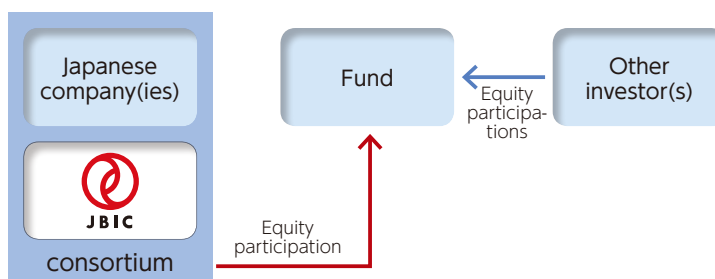 Japanese
company(ies)
JBIC
consortium
Equity
participation
Fund
Equity
participa-
tions
Other
investor(s)